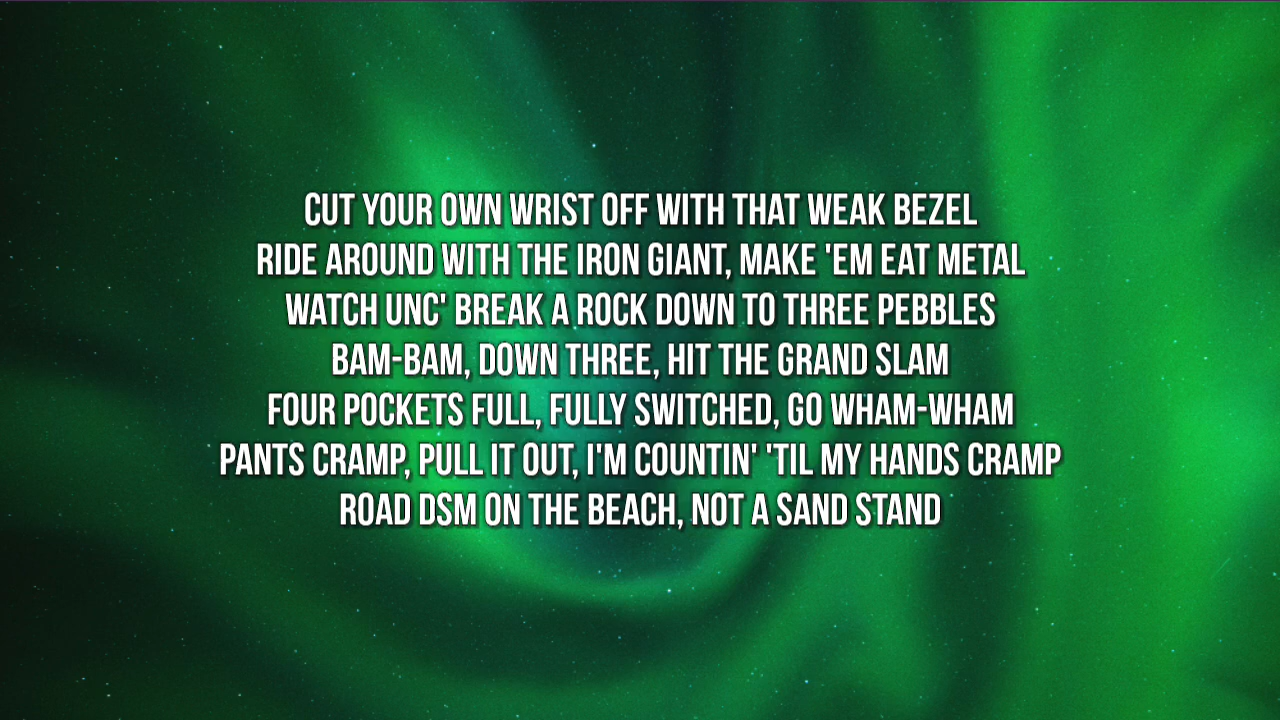 CUT YOUR OWN WRIST OFF WITH THAT WEAK BEZEL
RIDE AROUND WITH THE IRON GIANT, MAKE 'EM EAT METAL
WATCH UNC' BREAK A ROCK DOWN TO THREE PEBBLES
BAM-BAM, DOWN THREE, HIT THE GRAND SLAM
FOUR POCKETS FULL, FULLY SWITCHED, GO WHAM-WHAM
PANTS CRAMP, PULL IT OUT, I'M COUNTIN' 'TIL MY HANDS CRAMP
ROAD DSM ON THE BEACH, NOT A SAND STAND